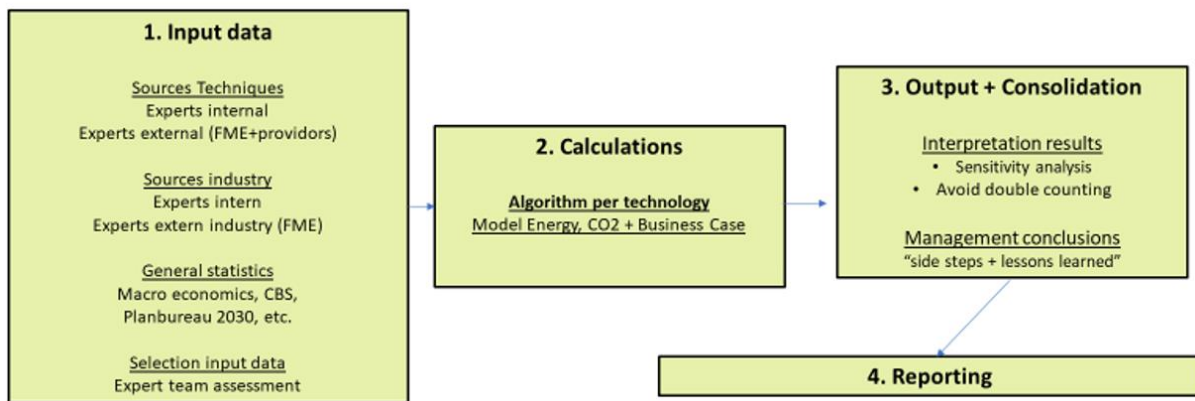 1. Input data
Sources Techniques
Experts internal
Experts external (FME+providors)
Sources industry
Experts intern
Experts extern industry (FME)
General statistics
Macro economics, CBS,
Planbureau 2030, etc.
Selection input data
Expert team assessment
2. Calculations
Algorithm per technology
Model Energy, CO2 + Business Case
3. Output + Consolidation
Interpretation results
• Sensitivity analysis
• Avoid double counting
Management conclusions
“side steps + lessons learned”
4. Reporting